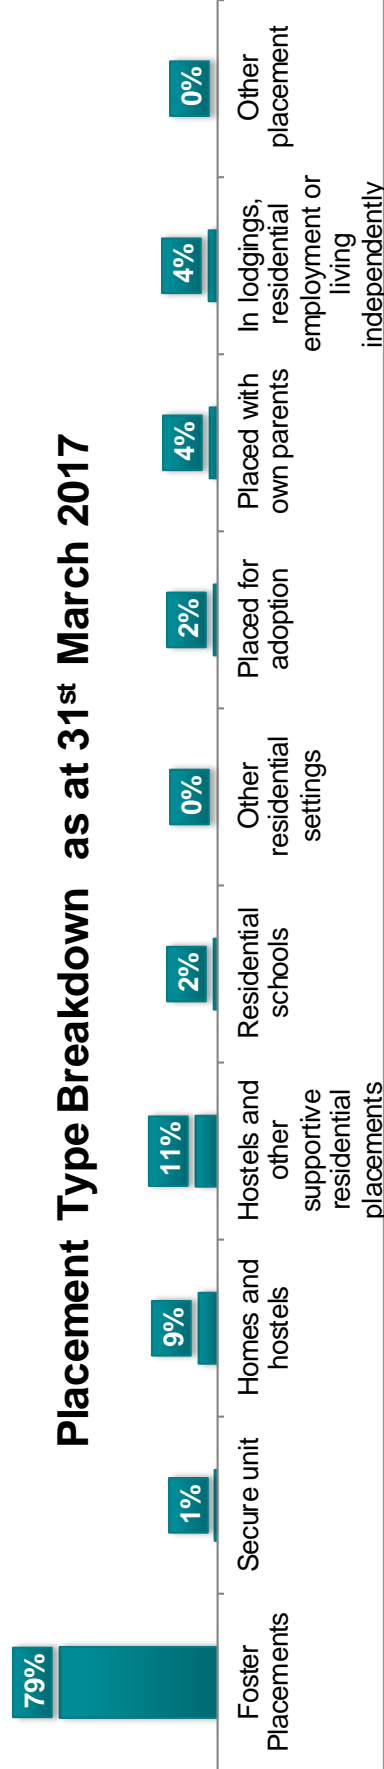 Placement Type Breakdown as at 31st March 2017
79%
1%
9%
11%
2%
0%
2%
4%
4%
0%
Foster
Placements
Secure unit
Homes and
hostels
Hostels and
other
supportive
residential
placements
Residential
schools
Other
residential
settings
Placed for
adoption
Placed with
own parents
In lodgings,
residential
employment or
living
independently
Other
placement